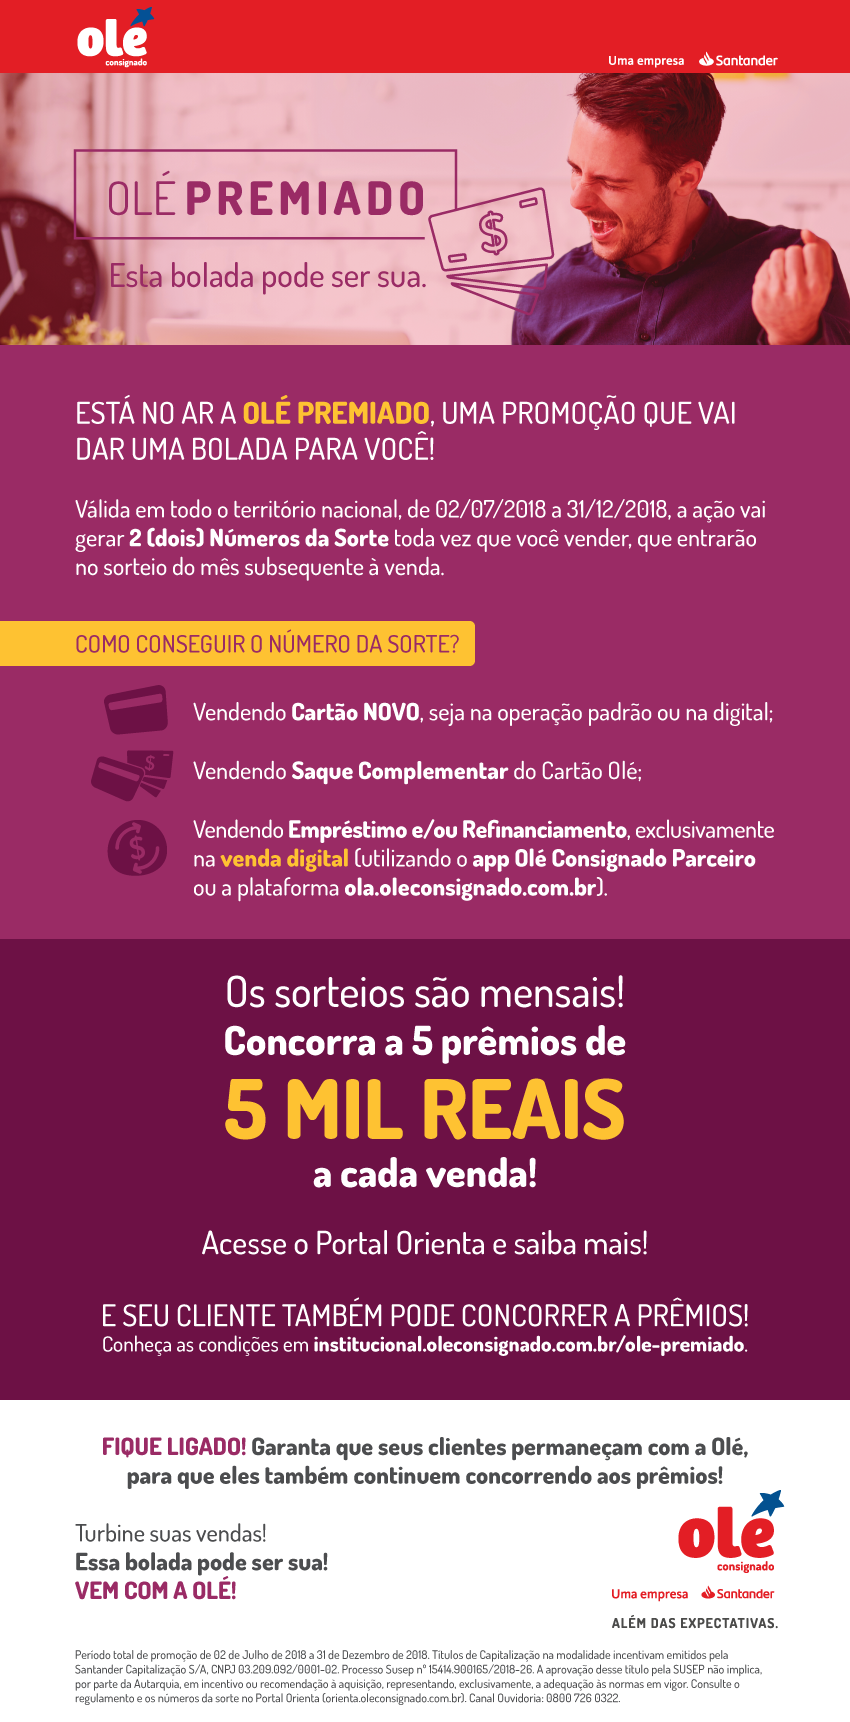 olé
consignado
Uma empresa Santander
OLÉ PREMIADO
$
Esta bolada pode ser sua.
ESTÁ NO AR A OLÉ PREMIADO, UMA PROMOÇÃO QUE VAI
DAR UMA BOLADA PARA VOCÊ!
Válida em todo o território nacional, de 02/07/2018 a 31/12/2018, a ação vai
gerar 2 (dois) Números da Sorte toda vez que você vender, que entrarão
no sorteio do mês subsequente à venda.
COMO CONSEGUIR O NÚMERO DA SORTE?
Vendendo Cartão NOVO, seja na operação padrão ou na digital;
$
Vendendo Saque Complementar do Cartão Olé;
$
Vendendo Empréstimo e/ou Refinanciamento, exclusivamente
na venda digital (utilizando o app Olé Consignado Parceiro
ou a plataforma ola.oleconsignado.com.br).
Os sorteios são mensais!
Concorra a 5 prêmios de
5 MIL REAIS
a cada venda!
Acesse o Portal Orienta e saiba mais!
E SEU CLIENTE TAMBÉM PODE CONCORRER A PRÊMIOS!
Conheça as condições em institucional.oleconsignado.com.br/ole-premiado.
FIQUE LIGADO! Garanta que seus clientes permaneçam com a Olé,
para que eles também continuem concorrendo aos prêmios!
Turbine suas vendas!
Essa bolada pode ser sua!
VEM COM A OLÉ!
olé
consignado
Uma empresa Santander
ALÉM DAS EXPECTATIVAS.
Período total de promoção de 02 de Julho de 2018 a 31 de Dezembro de 2018. Títulos de Capitalização na modalidade incentivam emitidos pela
Santander Capitalização S/A, CNPJ 03.209.092/0001-02. Processo Susep nº 15414.900165/2018-26. A aprovação desse título pela SUSEP não implica,
por parte da Autarquia, em incentivo ou recomendação à aquisição, representando, exclusivamente, a adequação às normas em vigor. Consulte o
regulamento e os números da sorte no Portal Orienta (orienta.oleconsignado.com.br). Canal Ouvidoria: 0800 726 0322.